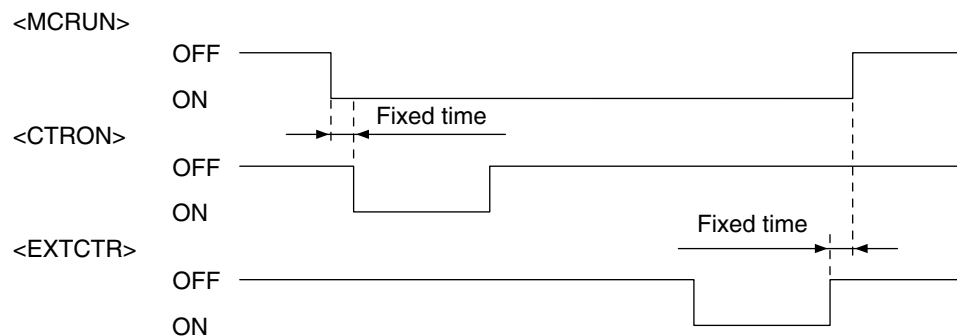 <MCRUN>
OFF
ON
Fixed time
<CTRON>
OFF
ON
Fixed time
<EXTCTR>
OFF
ON